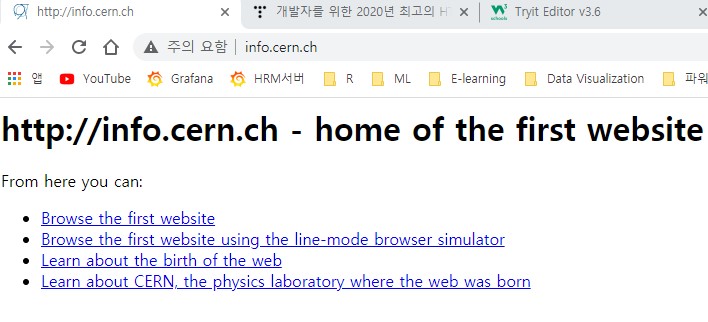 http://info.cern.ch
개발자를 위한 2020년 최고의
w3 schools Tryit Editor v3.6
주의 요함 info.cern.ch
앱 YouTube Grafana HRM서버 R ML E-learning Data Visualization 파워
http://info.cern.ch - home of the first website
From here you can:
Browse the first website
Browse the first website using the line-mode browser simulator
Learn about the birth of the web
Learn about CERN, the physics laboratory where the web was born